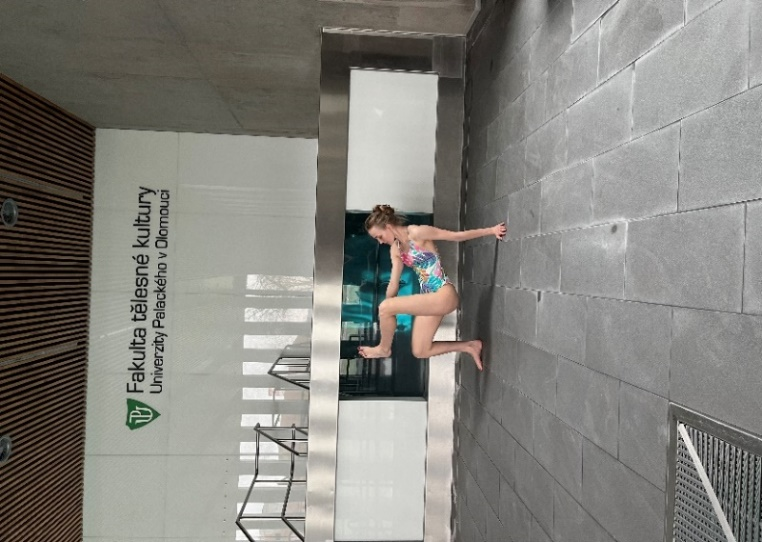 Fakulta tělesné kultury
Univerzity Palackého v Olomouci